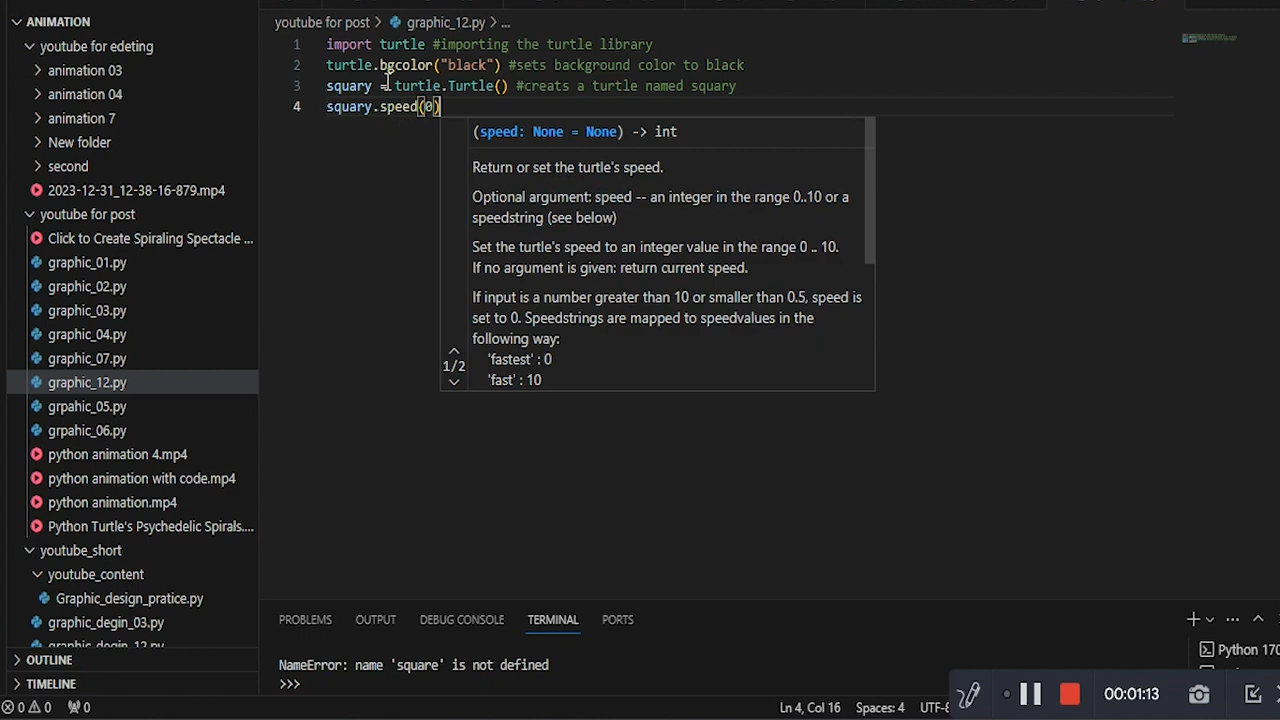 ANIMATION
youtube for edeting
animation 03
animation 04
animation 7
New folder
second
2023-12-31_12-38-16-879.mp4
youtube for post
Click to Create Spiraling Spectacle ...
graphic_01.py
graphic_02.py
graphic_03.py
graphic_04.py
graphic_07.py
graphic_12.py
grpahic_05.py
grpahic_06.py
python animation 4.mp4
python animation with code.mp4
python animation.mp4
Python Turtle's Psychedelic Spirals....
youtube_short
youtube_content
Graphic_design_pratice.py
graphic_degin_03.py
graphic_degin_12.py
OUTLINE
TIMELINE
0 0 0
youtube for post > graphic_12.py > ...
1 import turtle #importing the turtle library
2 turtle.bgcolor("black") #sets background color to black
3 squary = turtle.Turtle() #creats a turtle named squary
4 squary.speed(0)
(speed: None = None) -> int
Return or set the turtle's speed.
Optional argument: speed -- an integer in the range 0..10 or a
speedstring (see below)
Set the turtle's speed to an integer value in the range 0 .. 10.
If no argument is given: return current speed.
If input is a number greater than 10 or smaller than 0.5, speed is
set to 0. Speedstrings are mapped to speedvalues in the
following way:
'fastest' : 0
'fast' : 10
1/2
PROBLEMS OUTPUT DEBUG CONSOLE TERMINAL PORTS
NameError: name 'square' is not defined
>>>
Python 170
00:01:13
Ln 4, Col 16 Spaces: 4 UTF-8